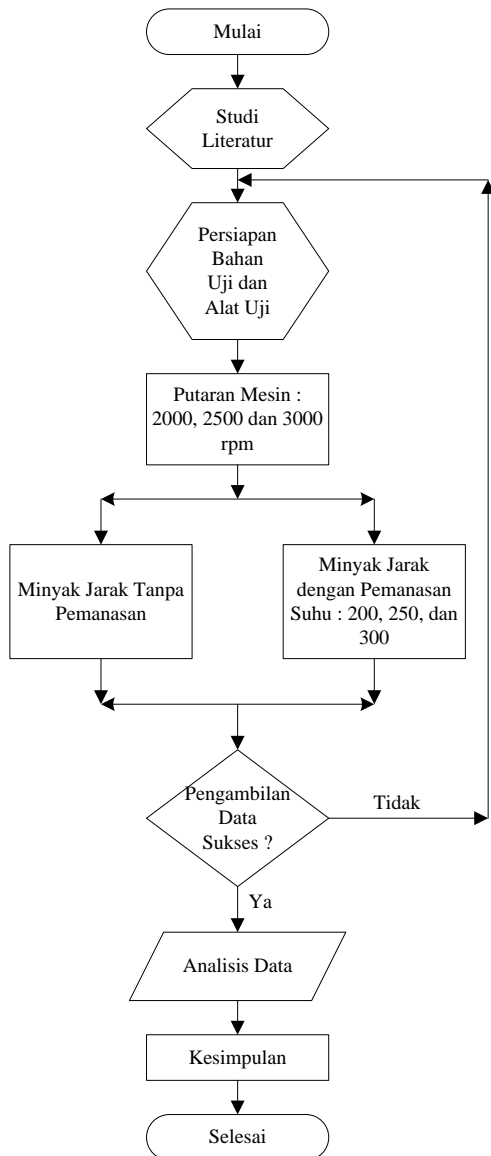 Mulai
Studi
Literatur
Persiapan
Bahan
Uji dan
Alat Uji
Putaran Mesin :
2000, 2500 dan 3000
rpm
Minyak Jarak Tanpa
Pemanasan
Minyak Jarak
dengan Pemanasan
Suhu : 200, 250, dan
300
Pengambilan
Data
Sukses ?
Tidak
Ya
Analisis Data
Kesimpulan
Selesai